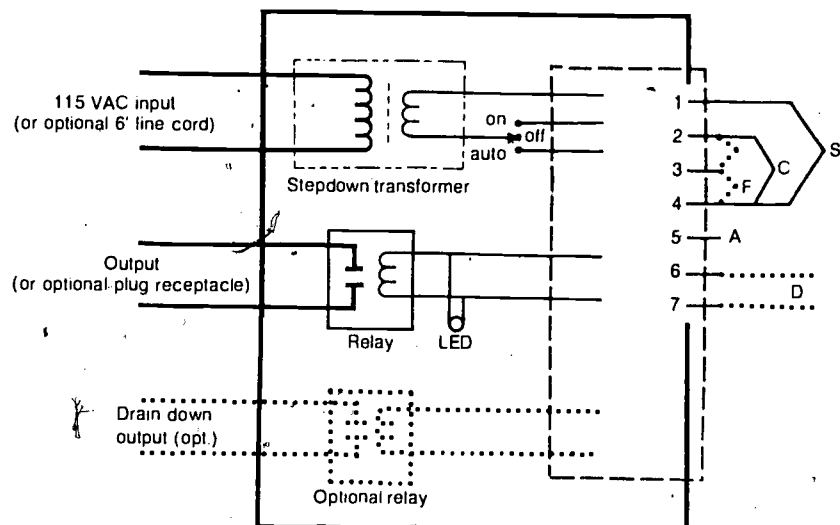 115 VAC input
(or optional 6' line cord)
on
off
auto
Stepdown transformer
1
2
3
4
5
6
7
S
C
F
A
D
Output
(or optional plug receptacle)
Relay
LED
Drain down
output (opt.)
Optional relay